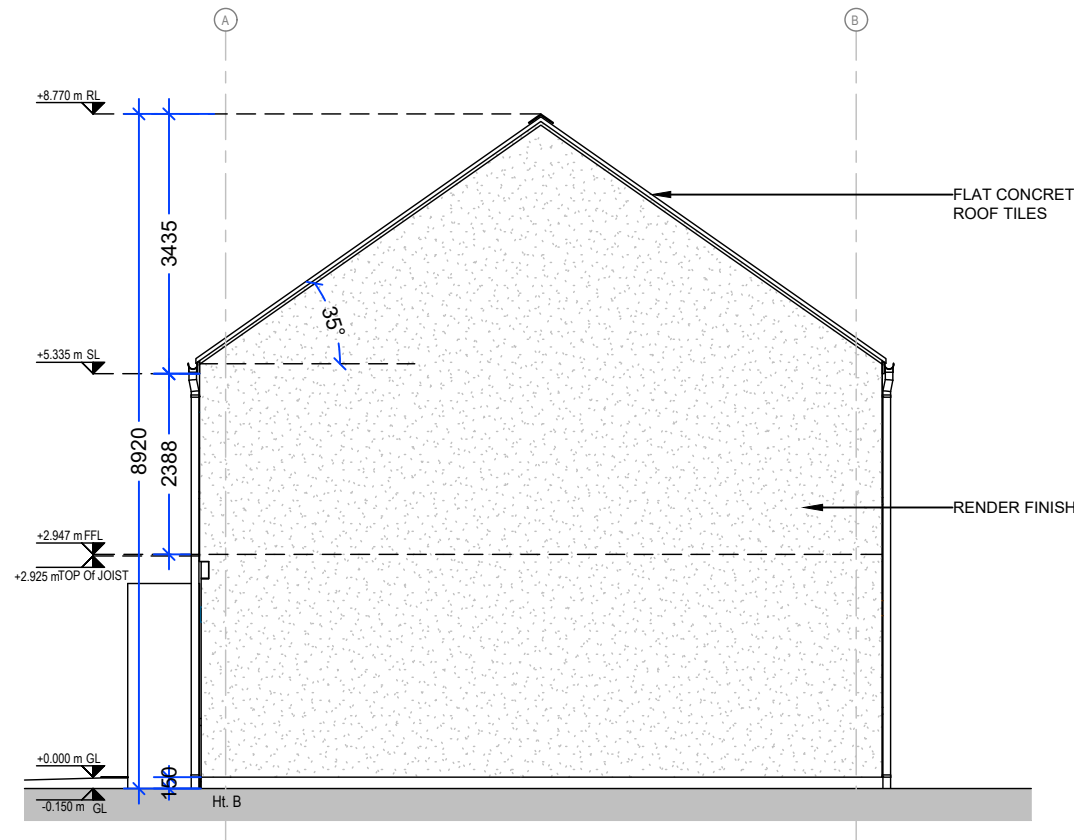 A
B
+8.770 m RL
3435
FLAT CONCRET
ROOF TILES
35°
+5.335 m SL
8920
2388
RENDER FINISH
+2.947 m FFL
+2.925 mTOP Of JOIST
+0.000 m GL
150
-0.150 m GL
Ht. B